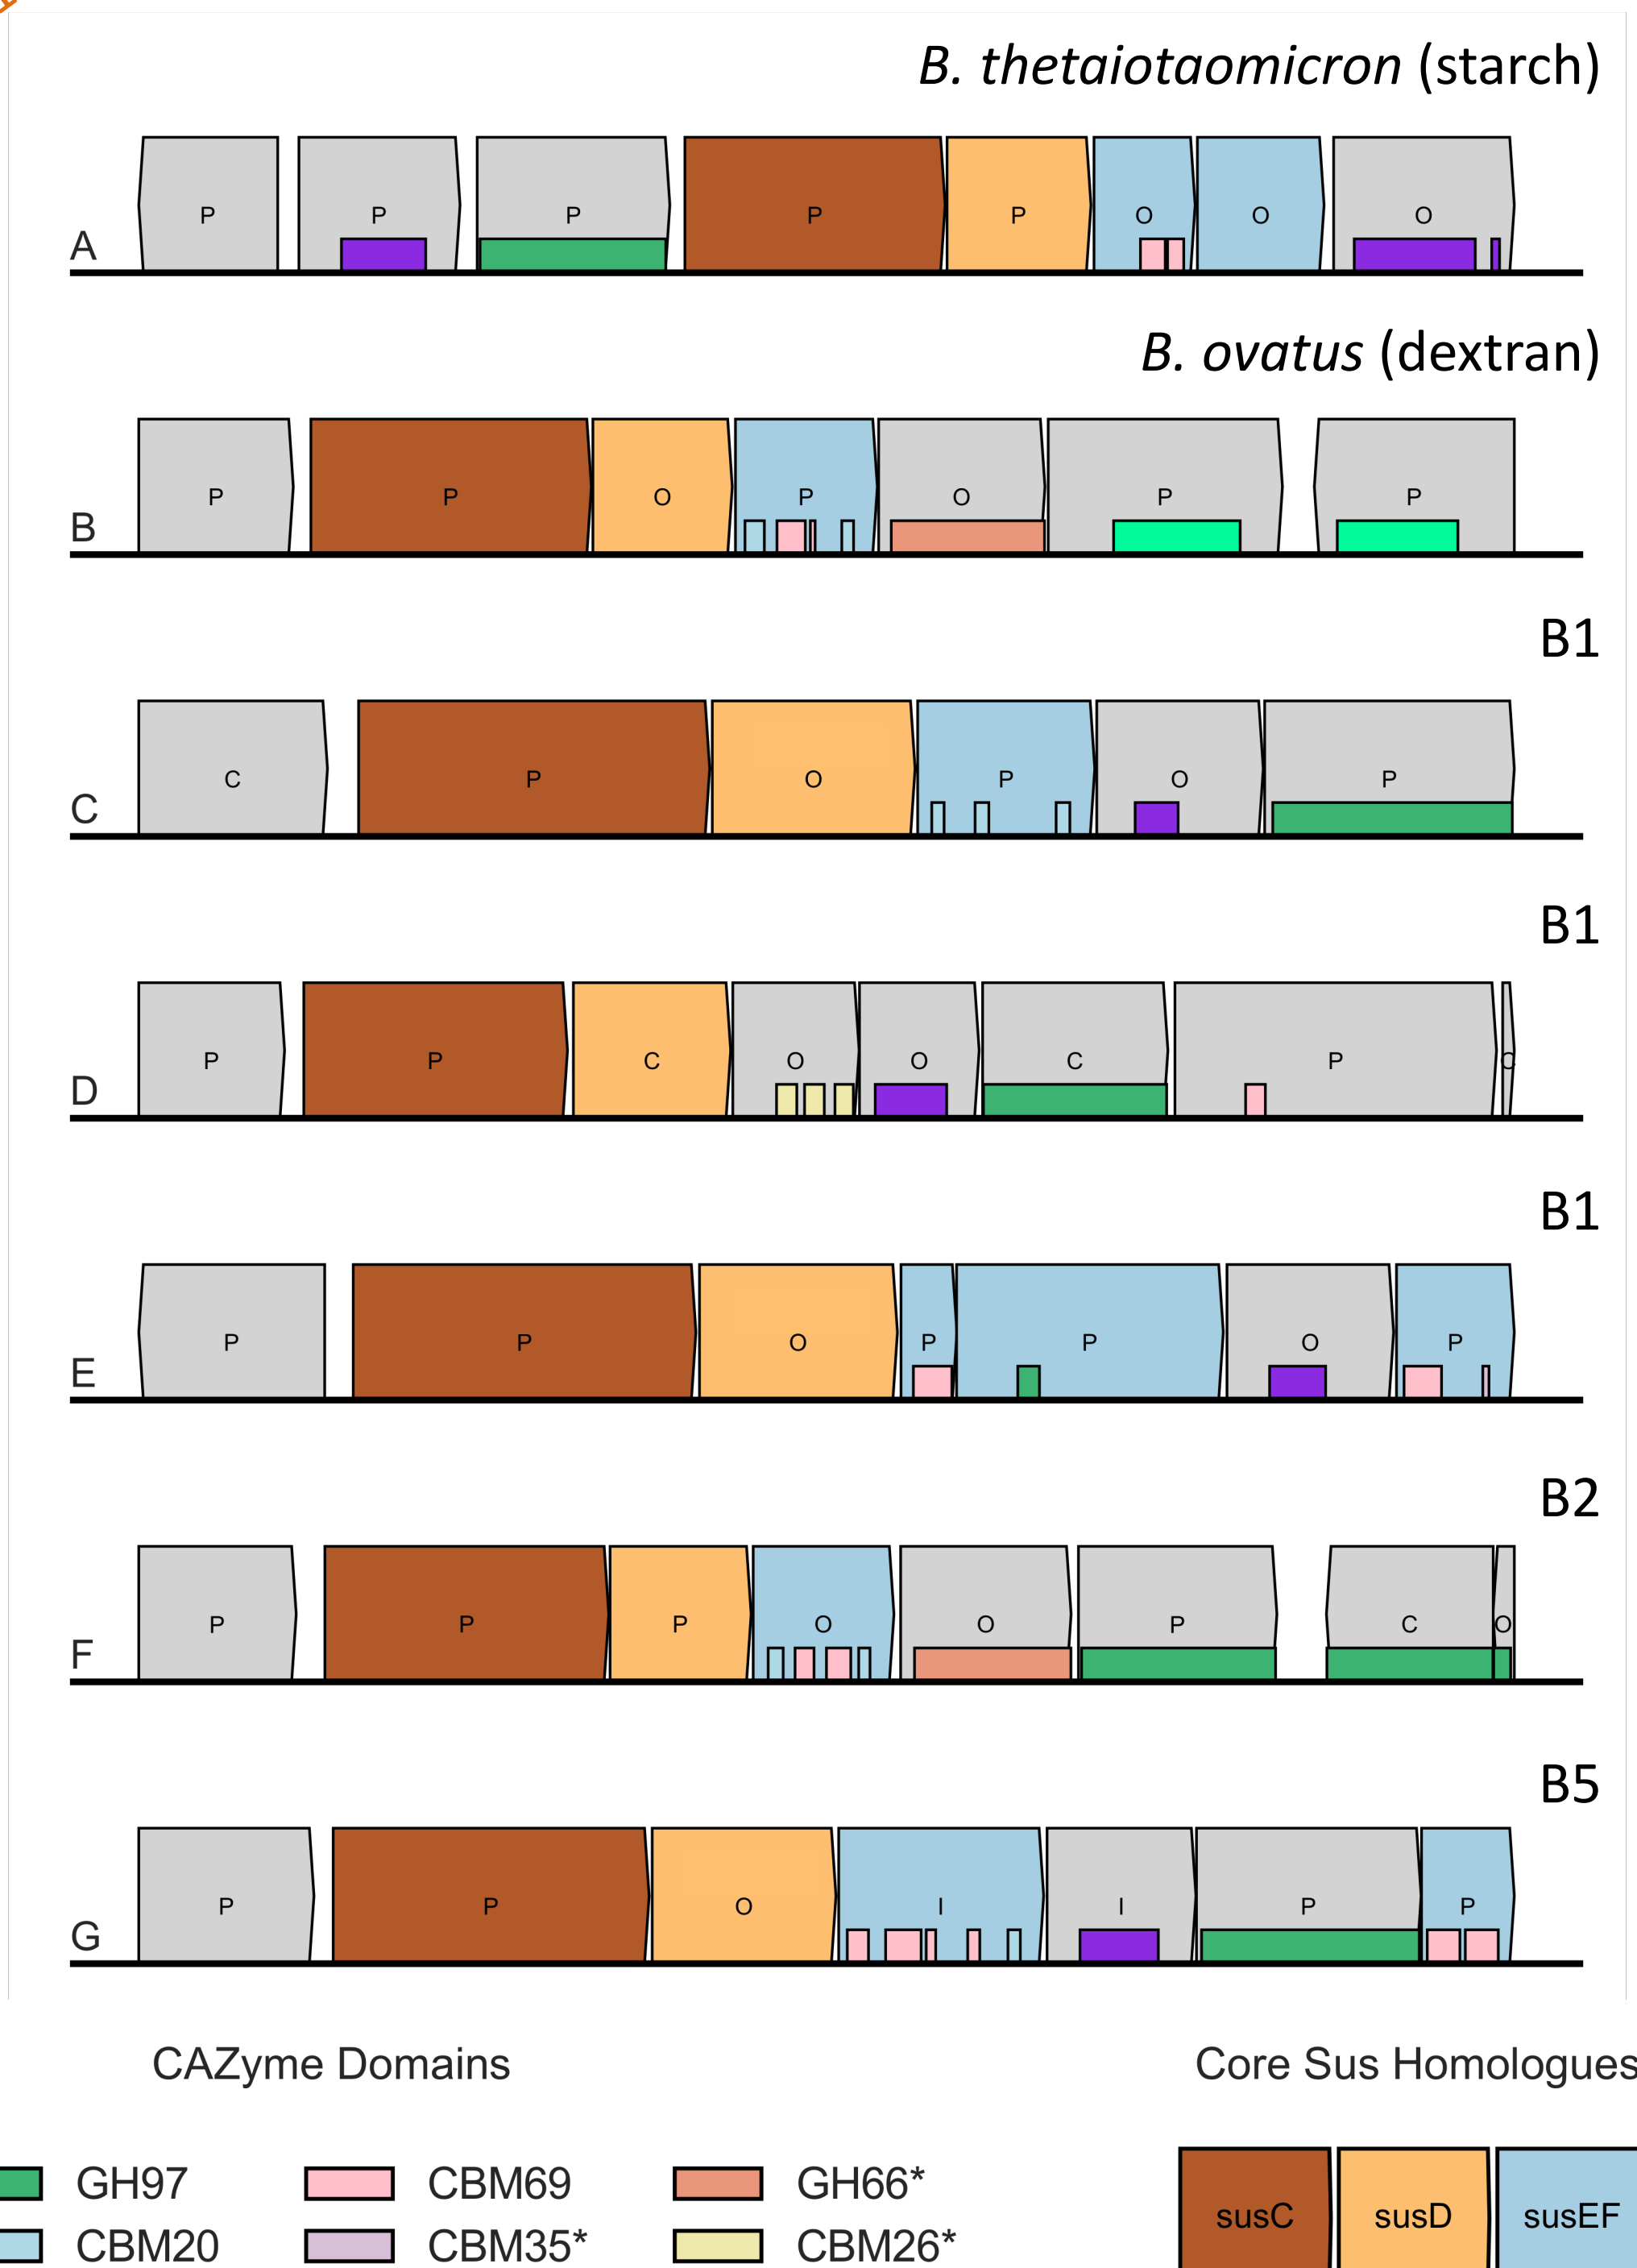 B. thetaiotaomicron (starch)
P P P P P O O O
A
B. ovatus (dextran)
P P O P O P P
B
B1
C P O P O P
C
B1
P P C O O C P C
D
B1
P P O P P O P
E
B2
P P P O O P C O
F
B5
P P O I I P P
G
CAZyme Domains Core Sus Homologues
GH97 CBM69 GH66*
susC susD susEF
CBM20 CBM35* CBM26*